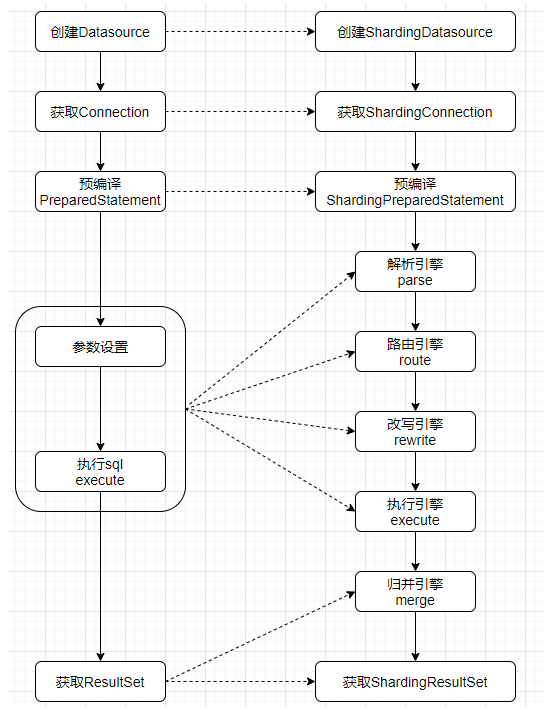 创建Datasource
创建ShardingDatasource
获取Connection
获取ShardingConnection
预编译
PreparedStatement
预编译
ShardingPreparedStatement
解析引擎
parse
参数设置
路由引擎
route
改写引擎
rewrite
执行sql
execute
执行引擎
execute
归并引擎
merge
获取ResultSet
获取ShardingResultSet